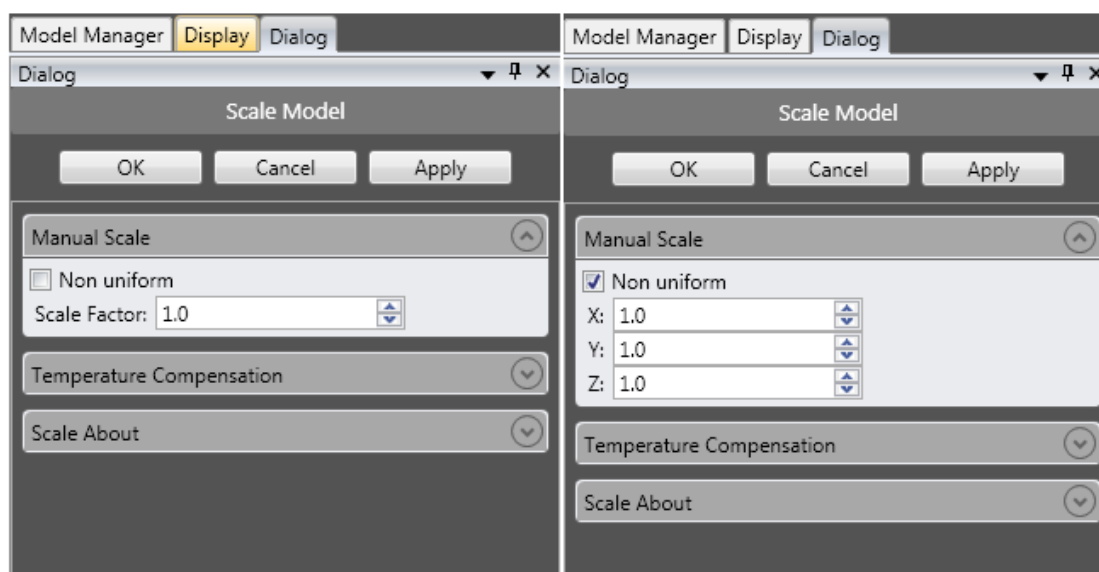 Model Manager Display Dialog
Dialog
Scale Model
OK Cancel Apply
Manual Scale
Non uniform
Scale Factor: 1.0
Temperature Compensation
Scale About
Model Manager Display Dialog
Dialog
Scale Model
OK Cancel Apply
Manual Scale
Non uniform
X: 1.0
Y: 1.0
Z: 1.0
Temperature Compensation
Scale About